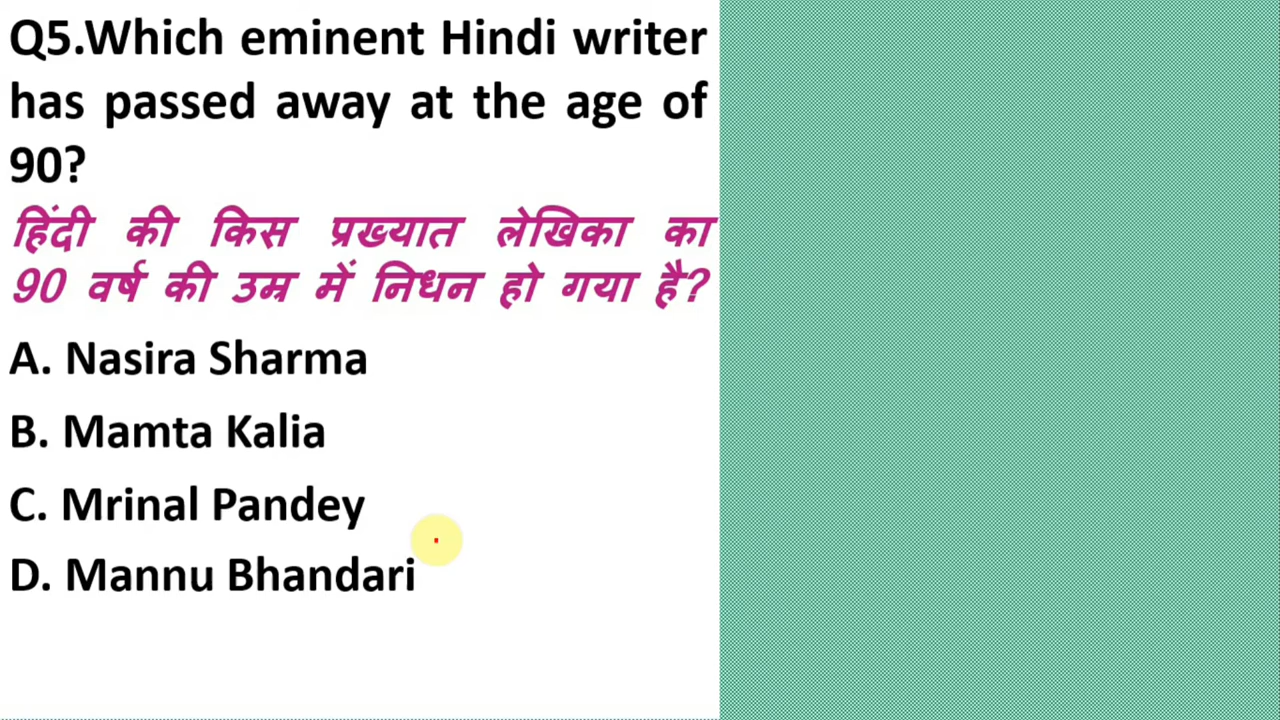 Q5.Which eminent Hindi writer
has passed away at the age of
90?
हिंदी की किस प्रख्यात लेखिका का
90 वर्ष की उम्र में निधन हो गया है?
A. Nasira Sharma
B. Mamta Kalia
C. Mrinal Pandey
D. Mannu Bhandari